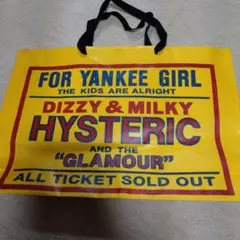 FOR YANKEE GIRL
THE KIDS ARE ALRIGHT
DIZZY & MILKY
HYSTERIC
AND THE
"GLAMOUR"
ALL TICKET SOLD OUT